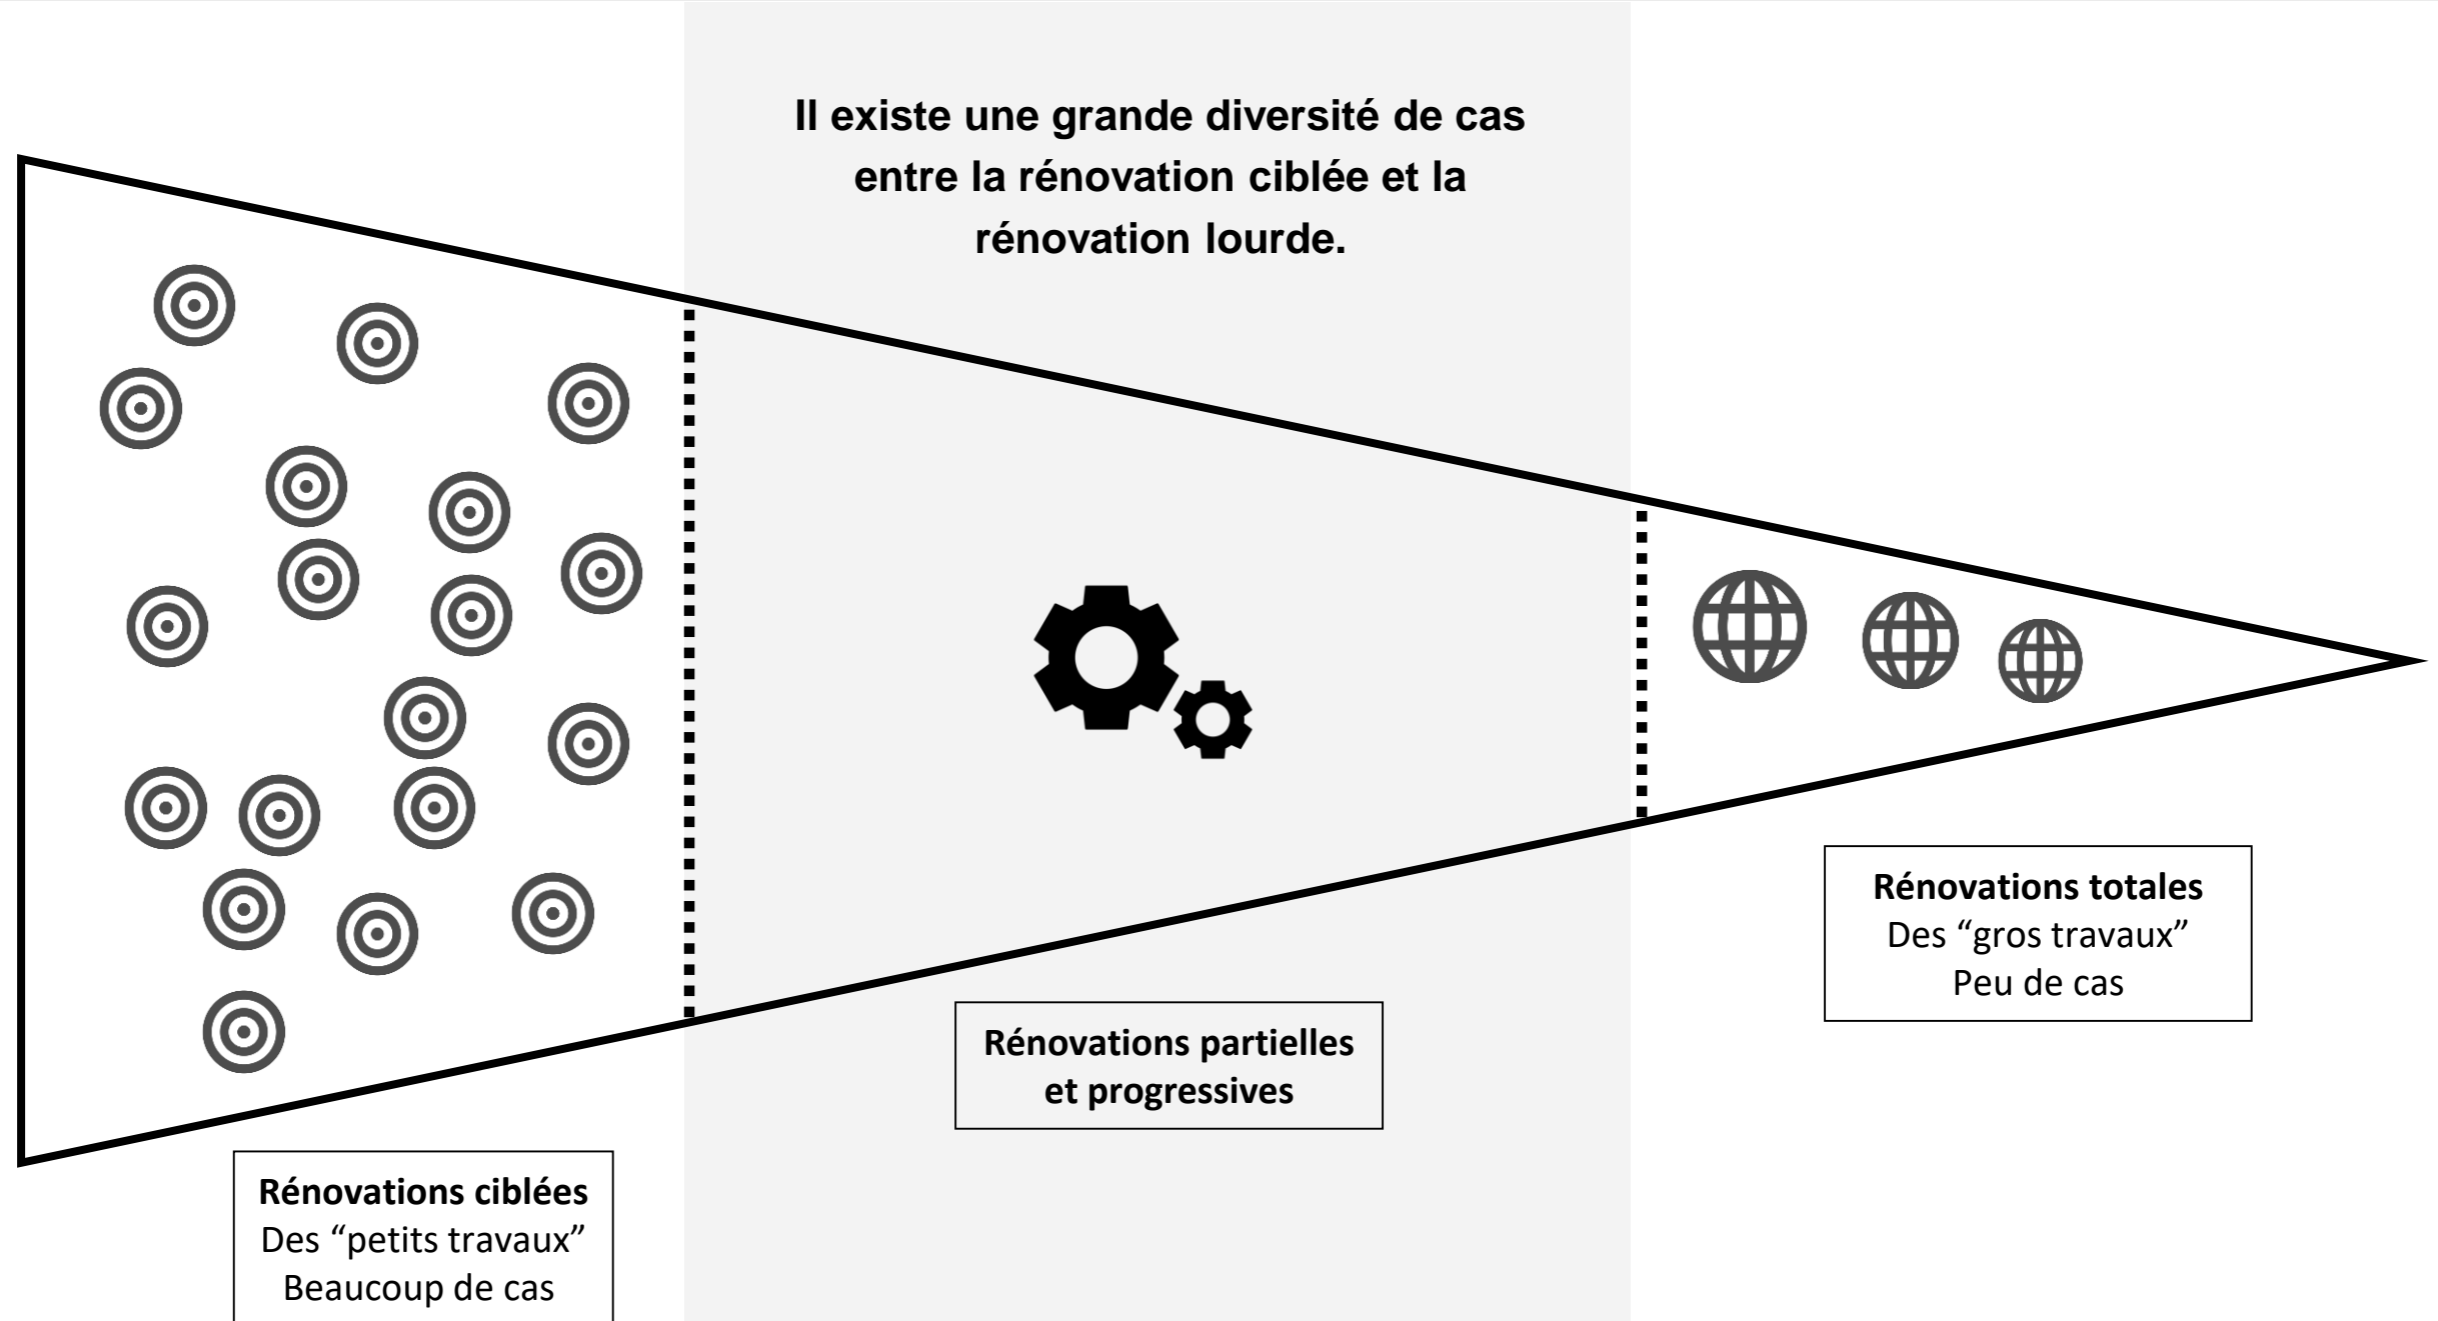 Il existe une grande diversité de cas
entre la rénovation ciblée et la
rénovation lourde.
Rénovations ciblées
Des “petits travaux”
Beaucoup de cas
Rénovations partielles
et progressives
Rénovations totales
Des “gros travaux”
Peu de cas